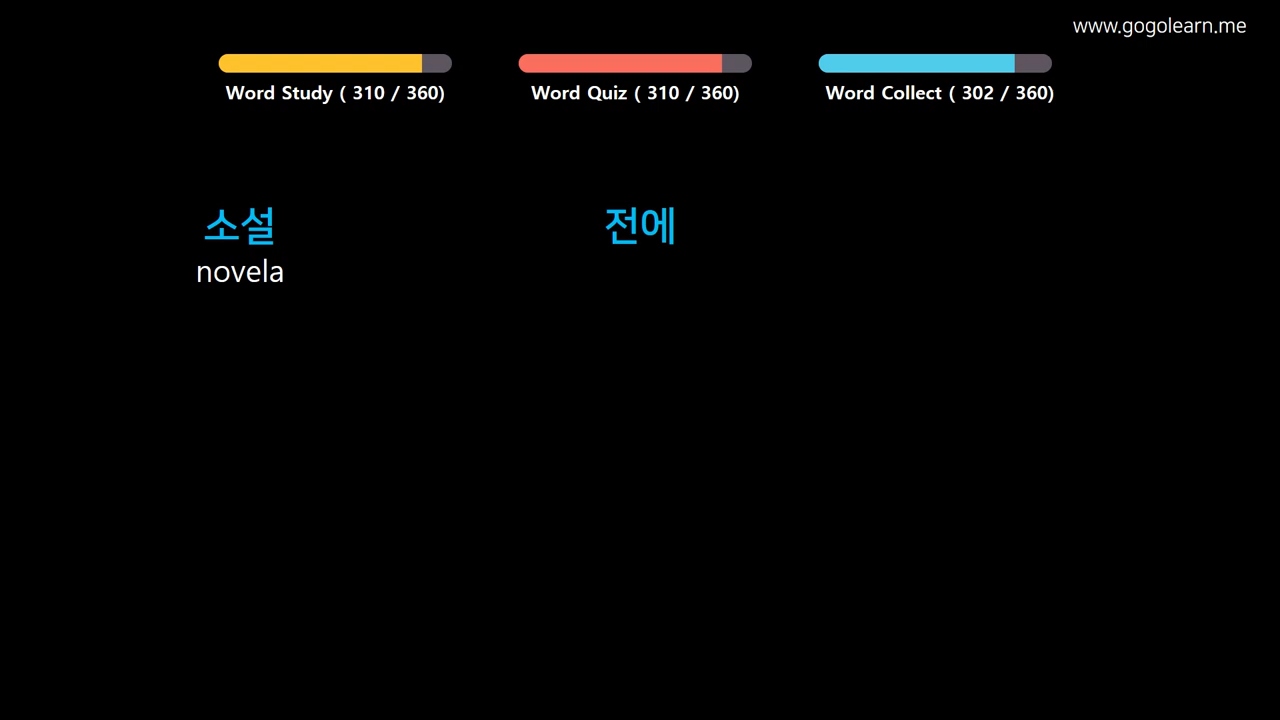 www.gogolearn.me
Word Study ( 310 / 360)
Word Quiz ( 310 / 360)
Word Collect ( 302 / 360)
소설
novela
전에